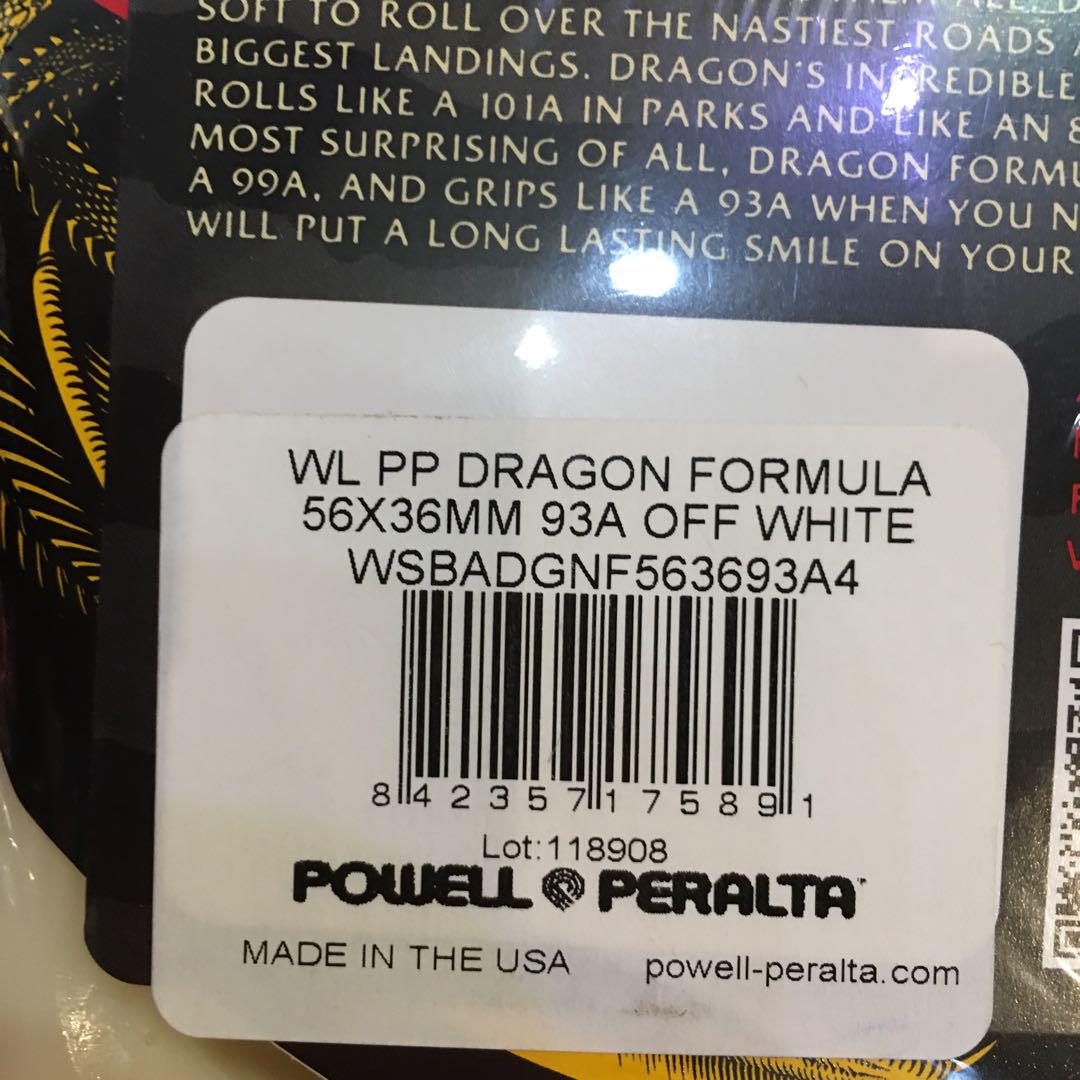 SOFT TO ROLL OVER THE NASTIEST ROADS
BIGGEST LANDINGS. DRAGON'S INCREDIBLE
ROLLS LIKE A 101A IN PARKS AND LIKE AN
MOST SURPRISING OF ALL, DRAGON
A 99A, AND GRIPS LIKE A 93A WHEN YOU
WILL PUT A LONG LASTING SMILE ON YOUR
WL PP DRAGON FORMULA
56X36MM 93A OFF WHITE
WSBADGNF563693A4
8 42357 17589 1
Lot:118908
POWELL PERALTA
MADE IN THE USA powell-peralta.com